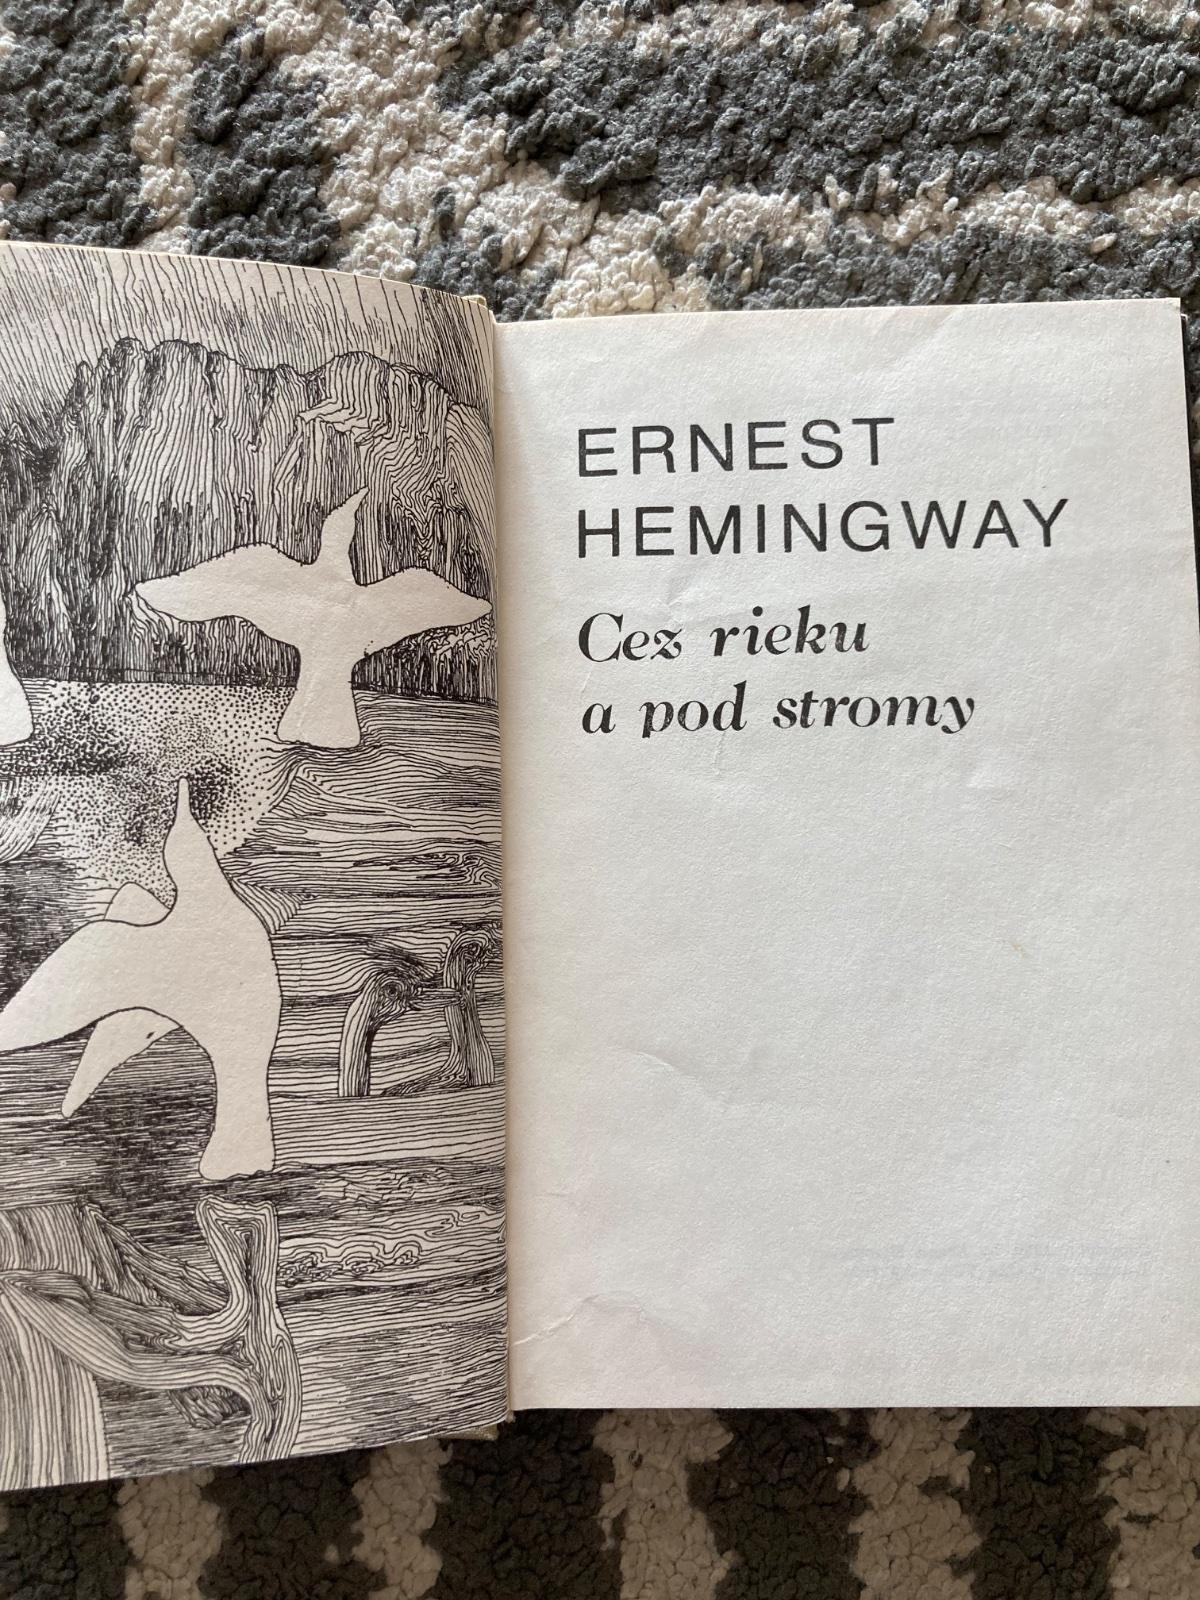 ERNEST
HEMINGWAY
Cez rieku
a pod stromy